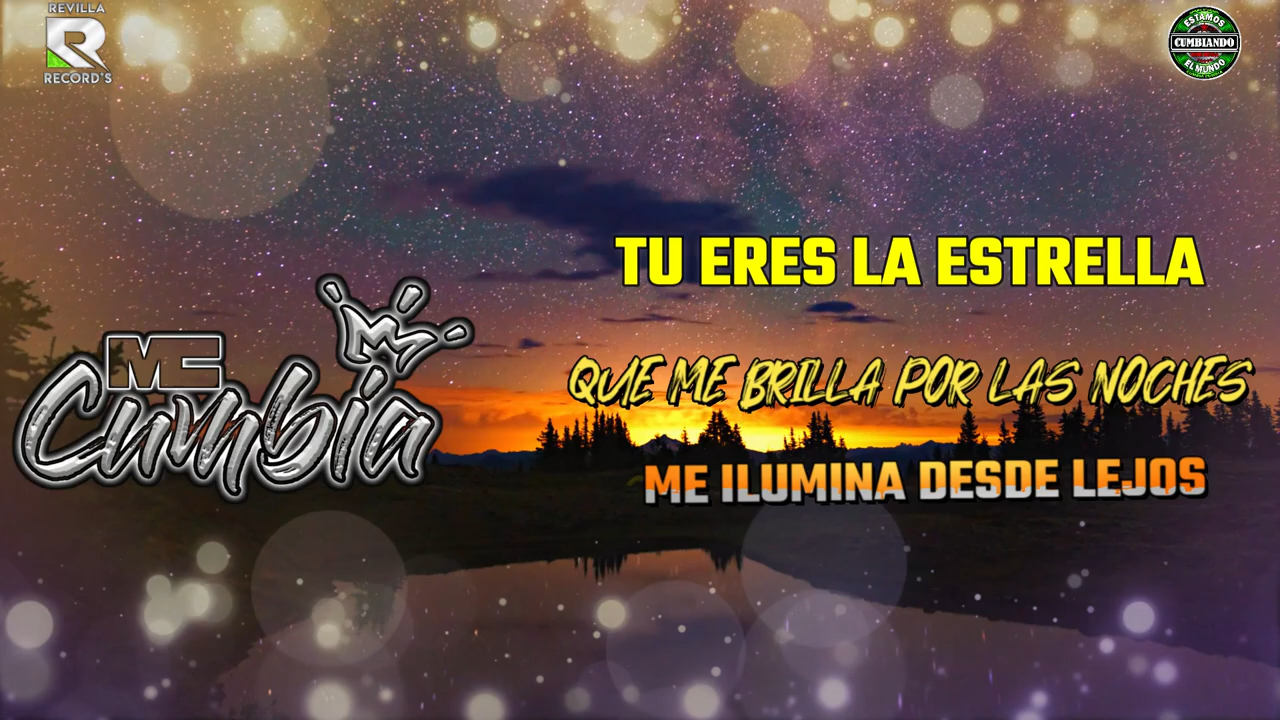 REVILLA
R
RECORD'S
ESTAMOS
CUMBIANDO
EL MUNDO
TU ERES LA ESTRELLA
MC
Cumbia
QUE ME BRILLA POR LAS NOCHES
ME ILUMINA DESDE LEJOS